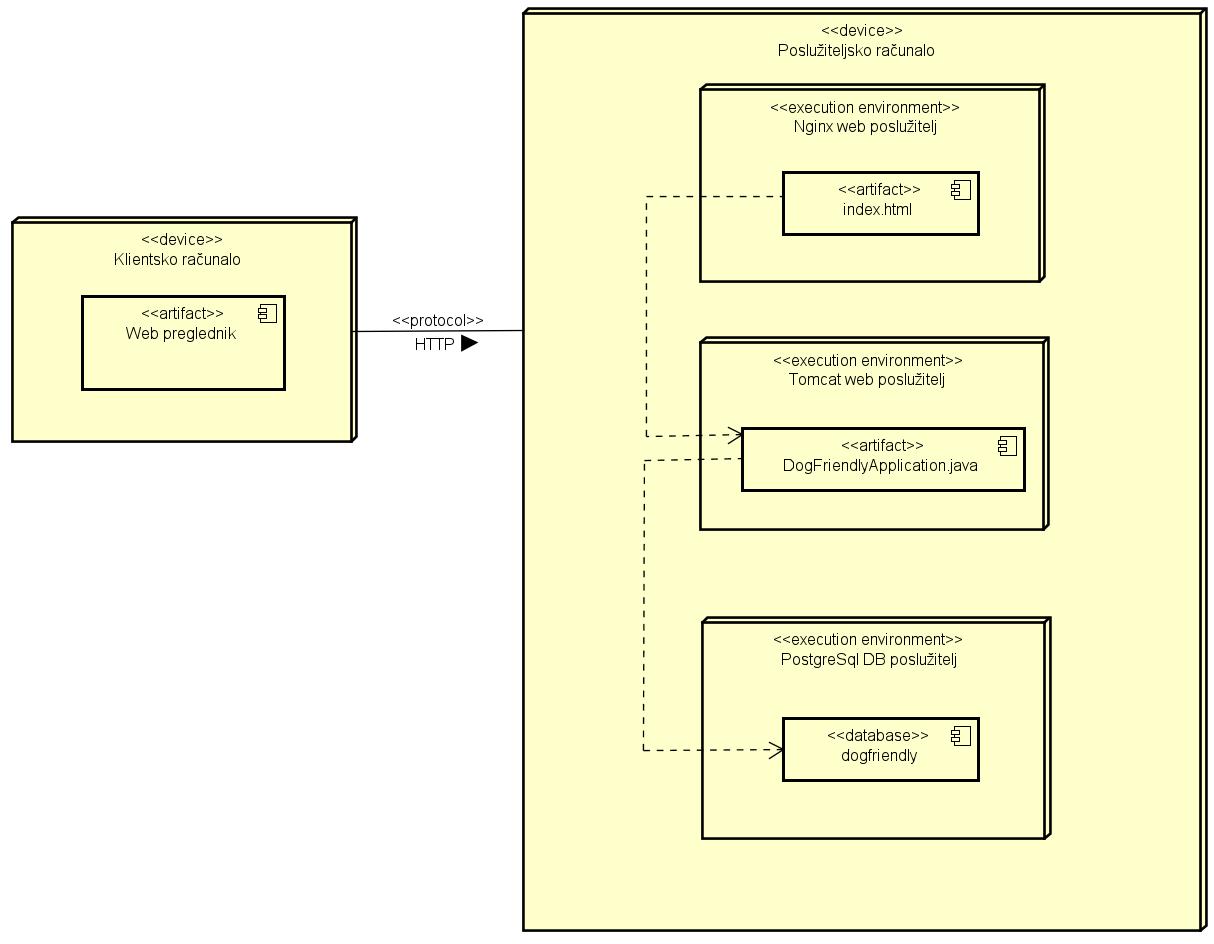 <<device>>
Poslužiteljsko računalo
<<execution environment>>
Nginx web poslužitelj
<<artifact>>
index.html
<<device>>
Klientsko računalo
<<artifact>>
Web preglednik
<<protocol>>
HTTP
<<execution environment>>
Tomcat web poslužitelj
<<artifact>>
DogFriendlyApplication.java
<<execution environment>>
PostgreSql DB poslužitelj
<<database>>
dogfriendly